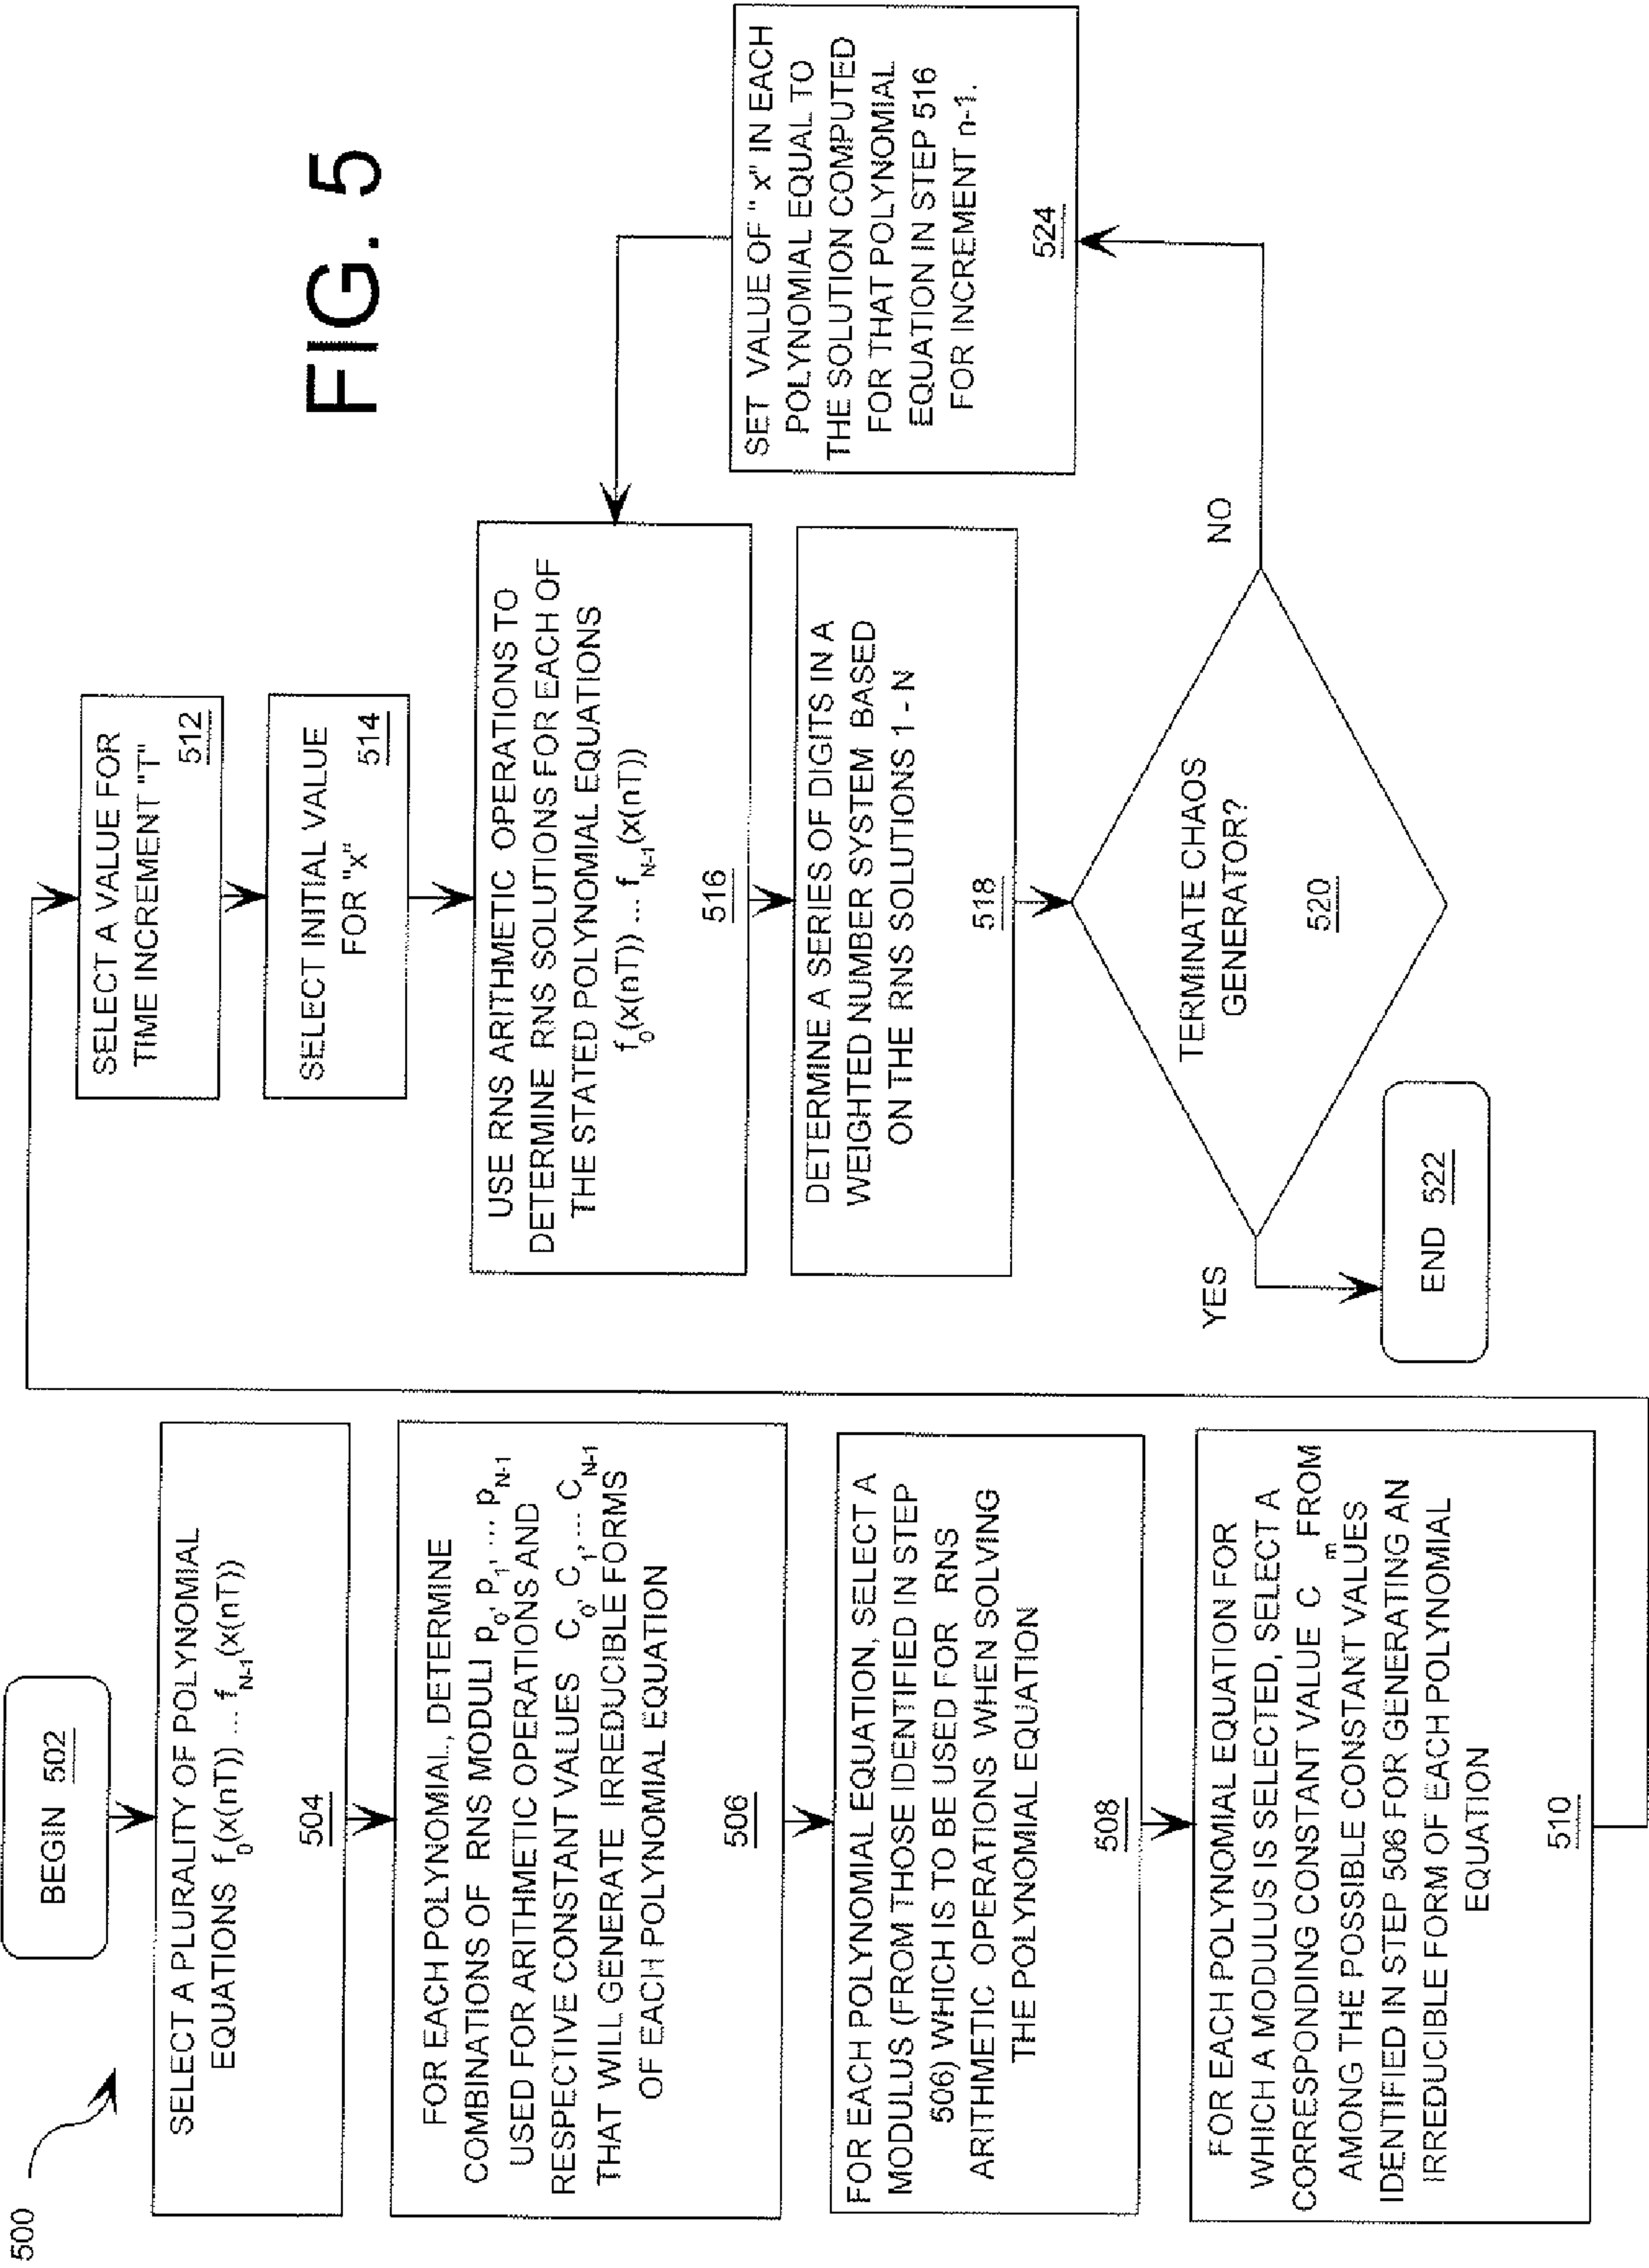 500
BEGIN 502
SELECT A PLURALITY OF POLYNOMIAL
EQUATIONS f0(x(nT)) ... fN-1(x(nT))
504
FOR EACH POLYNOMIAL, DETERMINE
COMBINATIONS OF RNS MODULI p0, p1, ... pN-1
USED FOR ARITHMETIC OPERATIONS AND
RESPECTIVE CONSTANT VALUES C0, C1, ... CN-1
THAT WILL GENERATE IRREDUCIBLE FORMS
OF EACH POLYNOMIAL EQUATION
506
FOR EACH POLYNOMIAL EQUATION, SELECT A
MODULUS (FROM THOSE IDENTIFIED IN STEP
506) WHICH IS TO BE USED FOR RNS
ARITHMETIC OPERATIONS WHEN SOLVING
THE POLYNOMIAL EQUATION
508
FOR EACH POLYNOMIAL EQUATION FOR
WHICH A MODULUS IS SELECTED, SELECT A
CORRESPONDING CONSTANT VALUE Cm FROM
AMONG THE POSSIBLE CONSTANT VALUES
IDENTIFIED IN STEP 506 FOR GENERATING AN
IRREDUCIBLE FORM OF EACH POLYNOMIAL
EQUATION
510
SELECT A VALUE FOR
TIME INCREMENT "T"
512
SELECT INITIAL VALUE
FOR "x"
514
USE RNS ARITHMETIC OPERATIONS TO
DETERMINE RNS SOLUTIONS FOR EACH OF
THE STATED POLYNOMIAL EQUATIONS
f0(x(nT)) ... fN-1(x(nT))
516
DETERMINE A SERIES OF DIGITS IN A
WEIGHTED NUMBER SYSTEM BASED
ON THE RNS SOLUTIONS 1 - N
518
TERMINATE CHAOS
GENERATOR?
520
YES
END 522
NO
SET VALUE OF "x" IN EACH
POLYNOMIAL EQUAL TO
THE SOLUTION COMPUTED
FOR THAT POLYNOMIAL
EQUATION IN STEP 516
FOR INCREMENT n-1.
524
FIG. 5